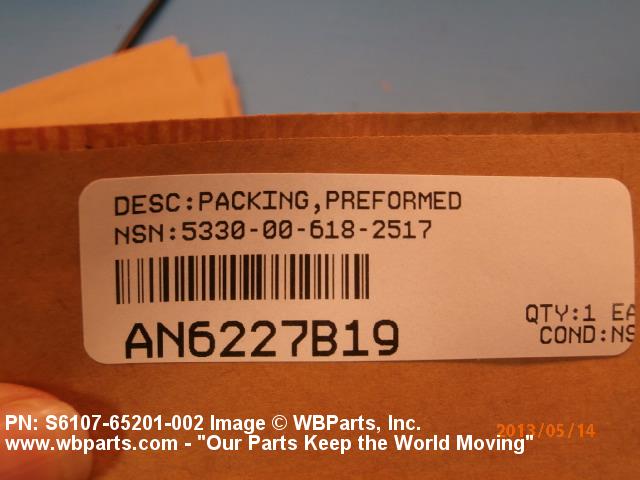 DESC:PACKING,PREFORMED
NSN:5330-00-618-2517
QTY:1 EA
COND:NS
AN6227B19
PN: S6107-65201-002 Image © WBParts, Inc.
2013/05/14
www.wbparts.com - "Our Parts Keep the World Moving"